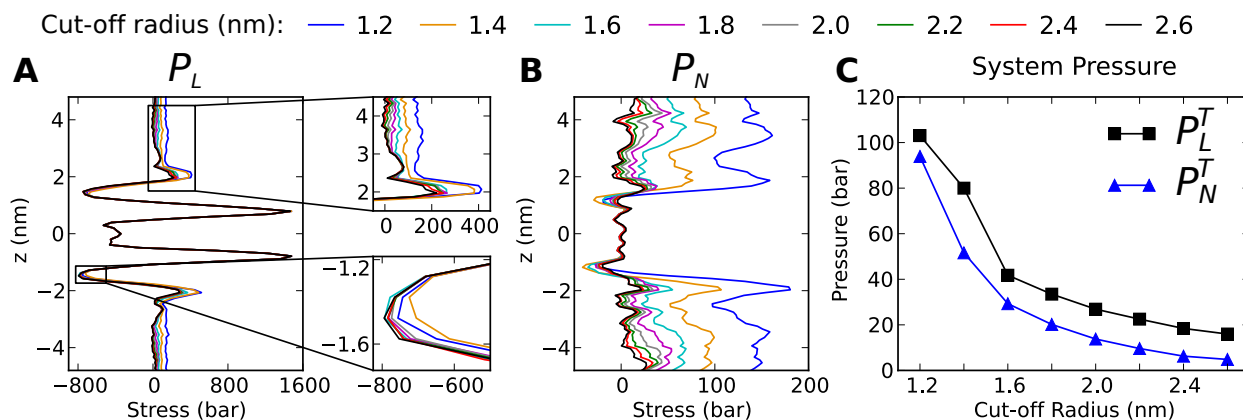 Cut-off radius (nm): 1.2 1.4 1.6 1.8 2.0 2.2 2.4 2.6
A P_L
4
2
0
−2
−4
z (nm)
−800 0 800 1600
Stress (bar)
4
3
2
0 200 400
−1.2
−1.6
−800 −600
B P_N
4
2
0
−2
−4
z (nm)
0 100 200
Stress (bar)
C System Pressure
120
100
80
60
40
20
0
Pressure (bar)
P_L^T
P_N^T
1.2 1.6 2.0 2.4
Cut-off Radius (nm)